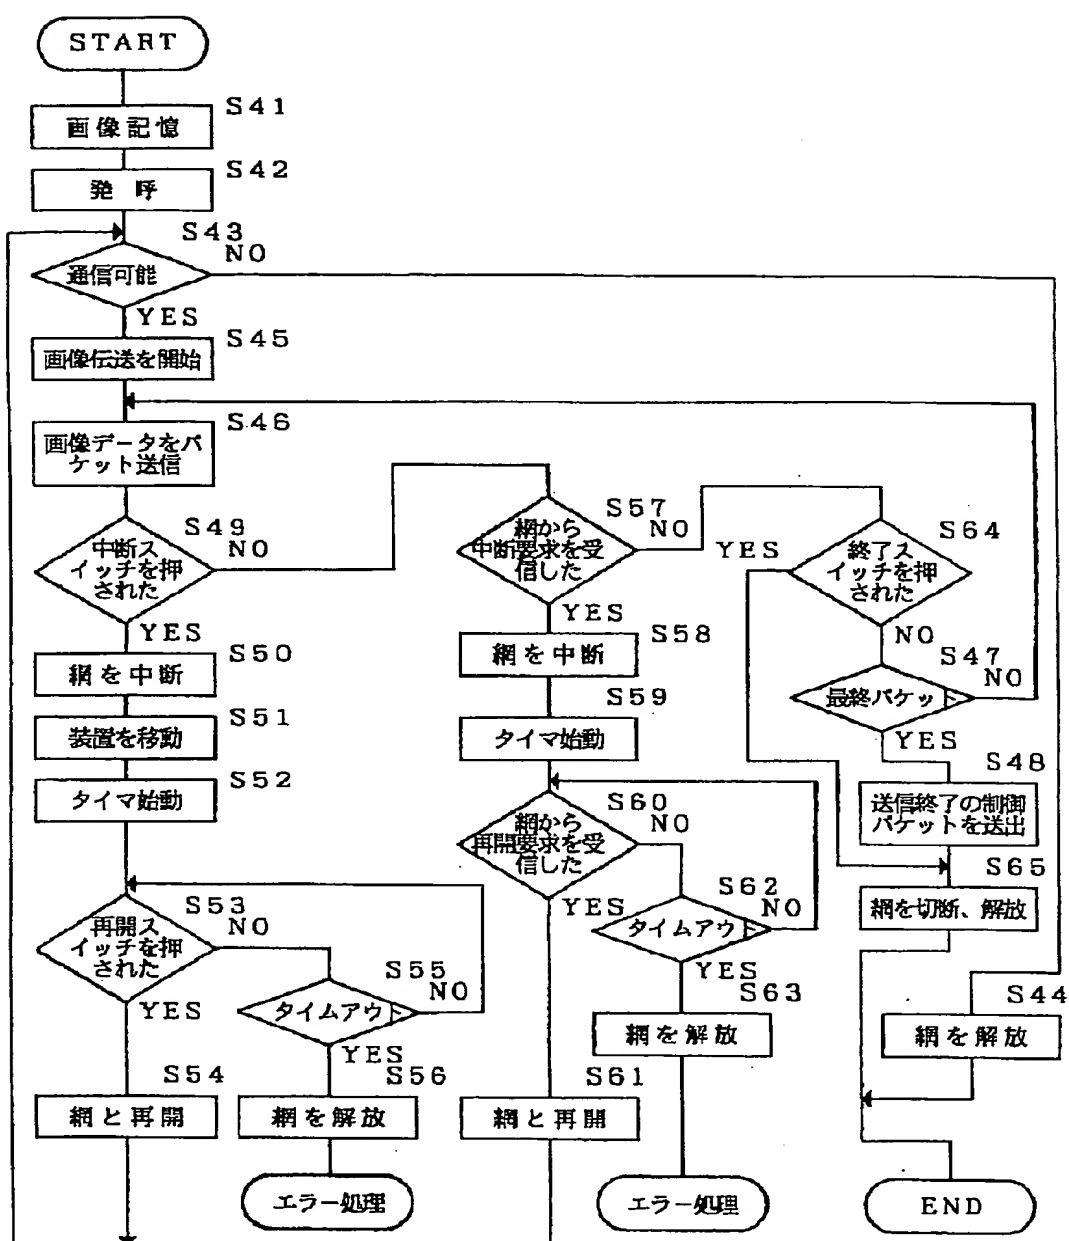 START
S41
画像記憶
S42
発 呼
S43
NO
通信可能
YES
S45
画像伝送を開始
S46
画像データをパ
ケット送信
S49
NO
中断ス
イッチを押
された
YES
S50
網を中断
S51
装置を移動
S52
タイマ始動
S53
NO
再開ス
イッチを押
された
YES
S55
NO
タイムアウト
YES
S54
網と再開
S56
網を解放
エラー処理
S57
NO
網から
中断要求を受
信した
YES
S58
網を中断
S59
タイマ始動
S60
NO
網から
再開要求を受
信した
YES
S62
NO
タイムアウト
YES
S63
網を解放
S61
網と再開
エラー処理
S64
YES
終了ス
イッチを押
された
NO
S47
NO
最終パケット
YES
S48
送信終了の制御
パケットを送出
S65
網を切断、解放
S44
網を解放
END